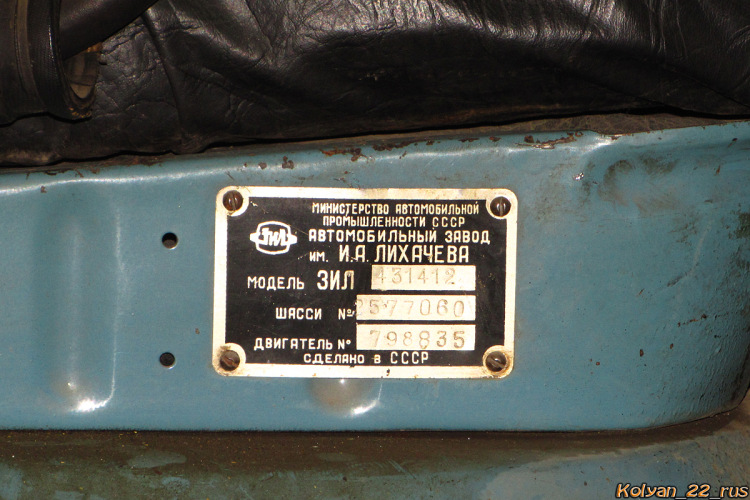 МИНИСТЕРСТВО АВТОМОБИЛЬНОЙ
ПРОМЫШЛЕННОСТИ СССР
ЗИЛ
АВТОМОБИЛЬНЫЙ ЗАВОД
ИМ. И.А. ЛИХАЧЕВА
МОДЕЛЬ ЗИЛ 431412
ШАССИ № 2577060
ДВИГАТЕЛЬ № 798835
СДЕЛАНО В СССР
Kolyan_22_rus